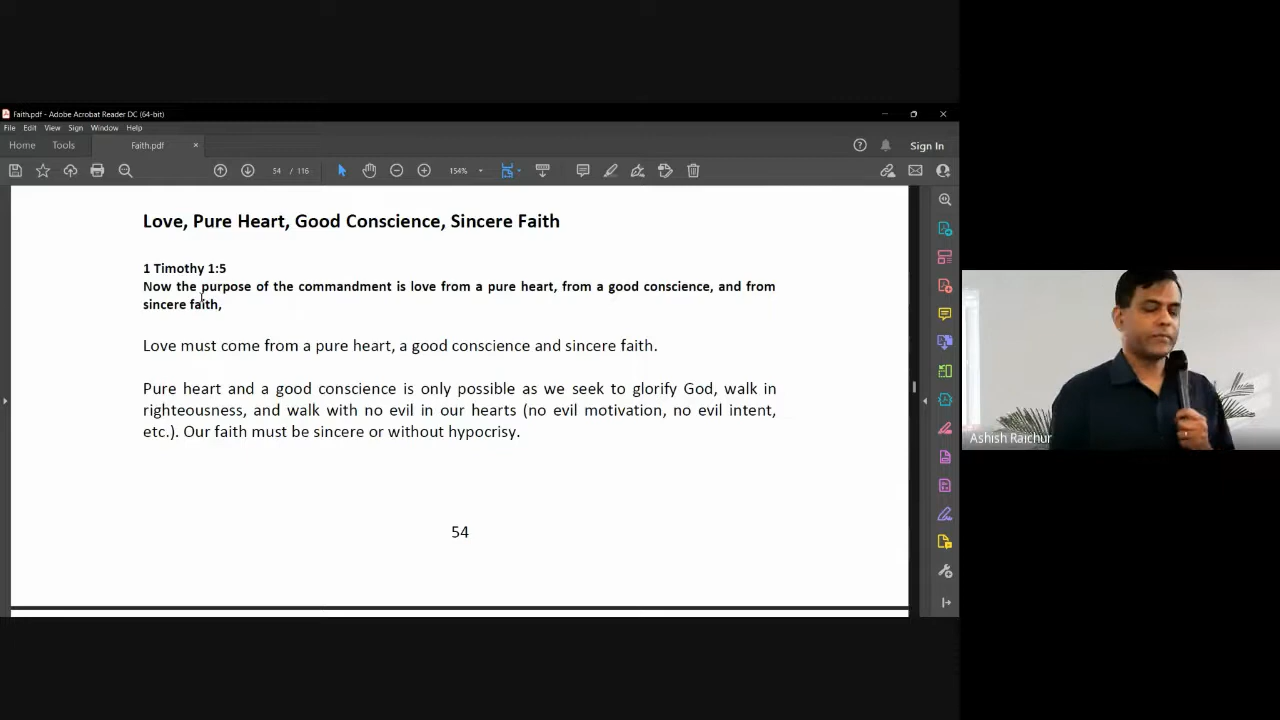 Faith.pdf - Adobe Acrobat Reader DC (64-bit)
File Edit View Sign Window Help
Home Tools Faith.pdf × Sign In
54 / 116 154%
Love, Pure Heart, Good Conscience, Sincere Faith
1 Timothy 1:5
Now the purpose of the commandment is love from a pure heart, from a good conscience, and from
sincere faith,
Love must come from a pure heart, a good conscience and sincere faith.
Pure heart and a good conscience is only possible as we seek to glorify God, walk in
righteousness, and walk with no evil in our hearts (no evil motivation, no evil intent,
etc.). Our faith must be sincere or without hypocrisy.
54
Ashish Raichur